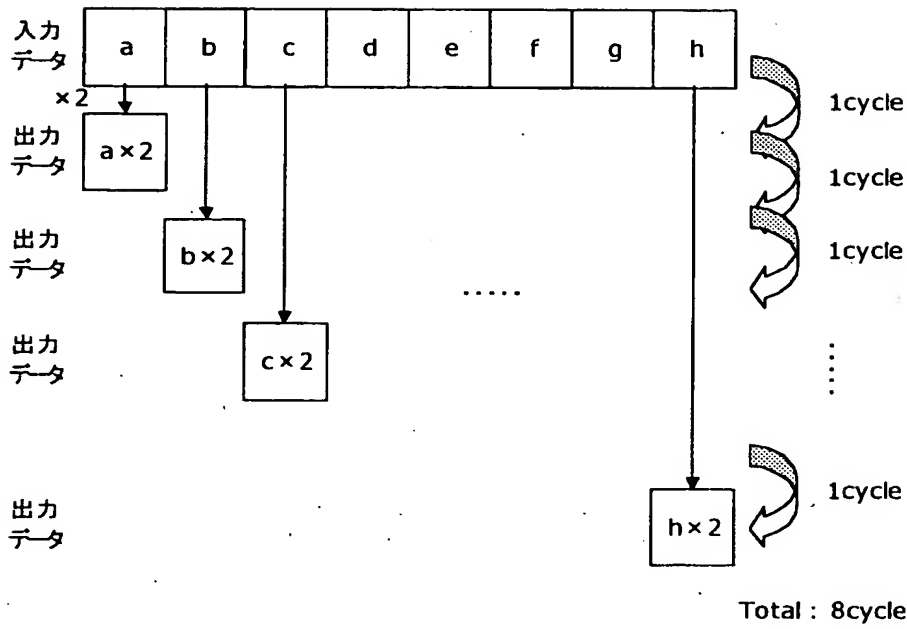 入力
データ
a b c d e f g h
×2
1cycle
出力
データ
a×2
1cycle
出力
データ
b×2
1cycle
.....
出力
データ
c×2
.....
出力
データ
h×2
1cycle
Total : 8cycle